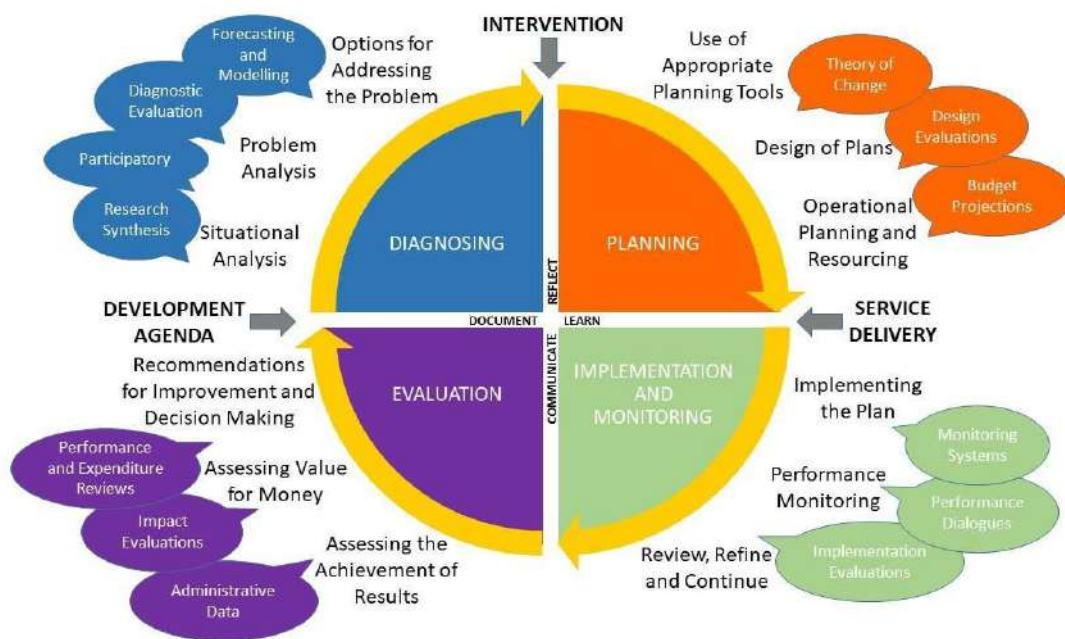 INTERVENTION
Forecasting
and
Modelling
Options for
Addressing
the Problem
Diagnostic
Evaluation
Problem
Analysis
Participatory
Research
Synthesis
Situational
Analysis
DIAGNOSING
Use of
Appropriate
Planning Tools
Theory of
Change
Design of Plans
Design
Evaluations
Budget
Projections
Operational
Planning and
Resourcing
PLANNING
REFLECT
DOCUMENT
LEARN
COMMUNICATE
DEVELOPMENT
AGENDA
SERVICE
DELIVERY
Recommendations
for Improvement and
Decision Making
EVALUATION
Performance
and Expenditure
Reviews
Assessing Value
for Money
Impact
Evaluations
Assessing the
Achievement of
Results
Administrative
Data
IMPLEMENTATION
AND
MONITORING
Implementing
the Plan
Monitoring
Systems
Performance
Monitoring
Performance
Dialogues
Review, Refine
and Continue
Implementation
Evaluations